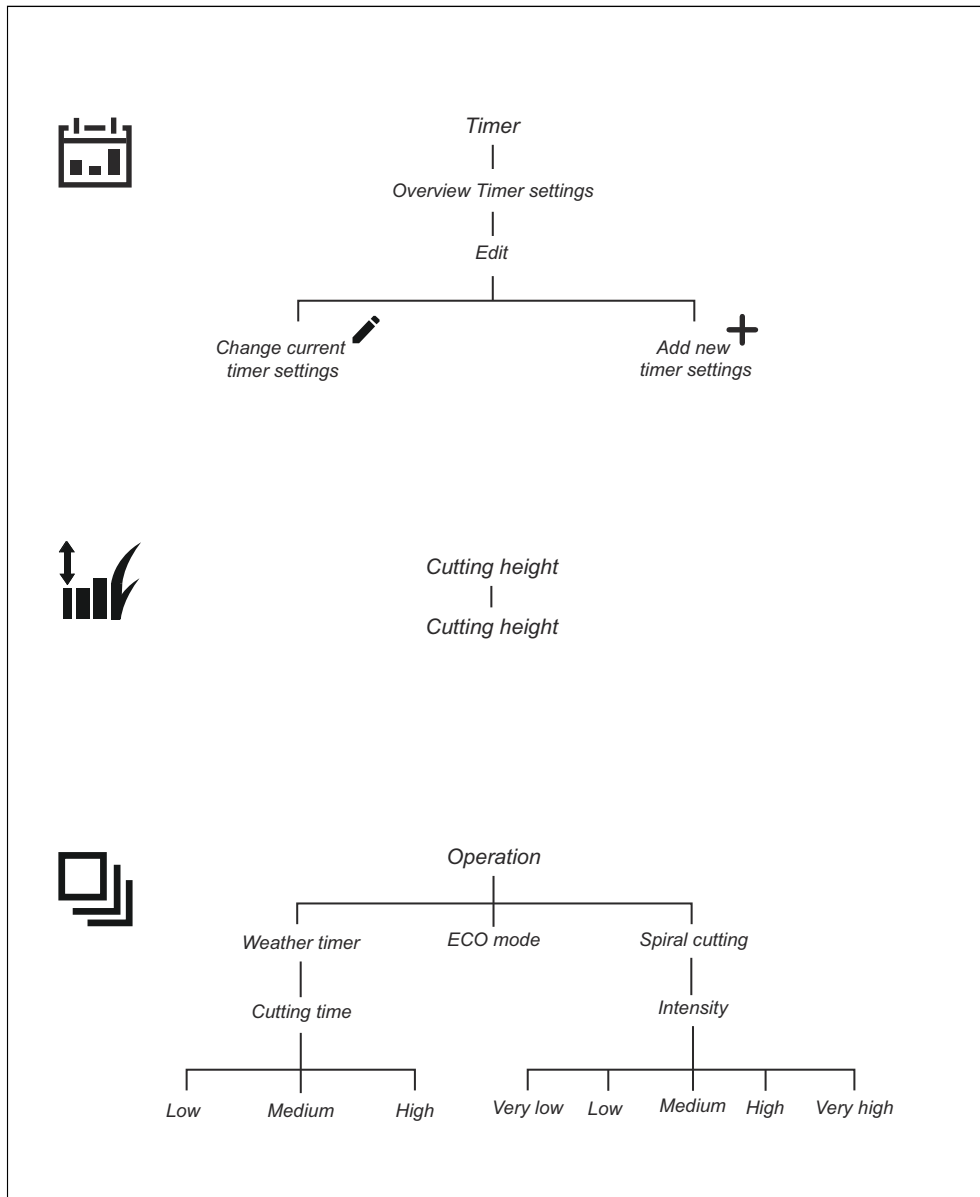 Timer
Overview Timer settings
Edit
Change current
timer settings
Add new
timer settings
Cutting height
Cutting height
Operation
Weather timer
ECO mode
Spiral cutting
Cutting time
Intensity
Low
Medium
High
Very low
Low
Medium
High
Very high